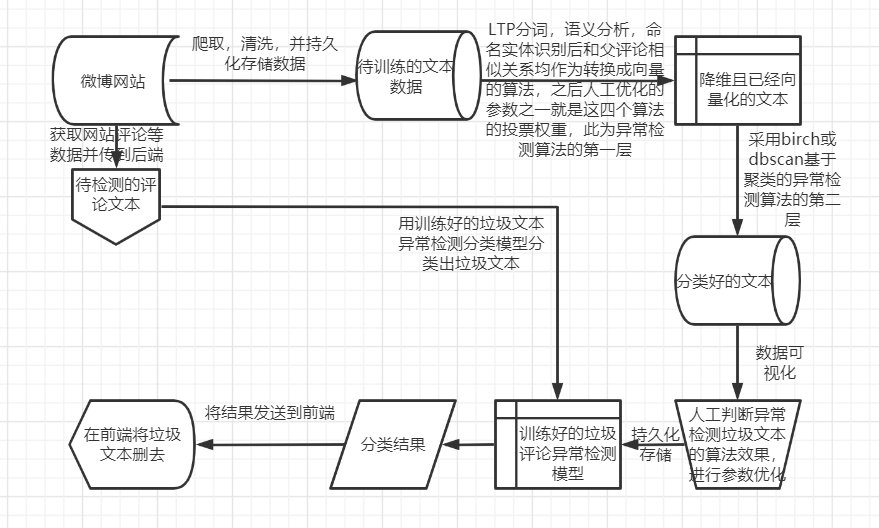 微博网站
爬取，清洗，并持久
化存储数据
待训练的文本
数据
LTP分词，语义分析，命
名实体识别后和父评论相
似关系均作为转换成向量
的算法，之后人工优化的
参数之一就是这四个算法
的投票权重，此为异常检
测算法的第一层
降维且已经向
量化的文本
获取网站评论等
数据并传到后端
待检测的评
论文本
采用birch或
dbscan基于
聚类的异常检
测算法的第二
层
用训练好的垃圾文本
异常检测分类模型分
类出垃圾文本
分类好的文本
数据可
视化
在前端将垃圾
文本删去
将结果发送到前端
分类结果
训练好的垃圾
评论异常检测
模型
持久化
存储
人工判断异常
检测垃圾文本
的算法效果，
进行参数优化